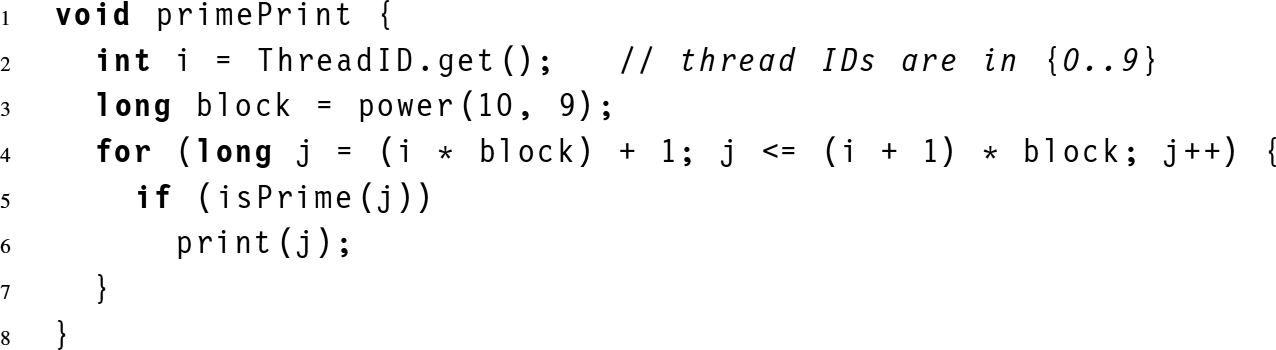 1 void primePrint {
2 int i = ThreadID.get(); // thread IDs are in {0..9}
3 long block = power(10, 9);
4 for (long j = (i * block) + 1; j <= (i + 1) * block; j++) {
5 if (isPrime(j))
6 print(j);
7 }
8 }